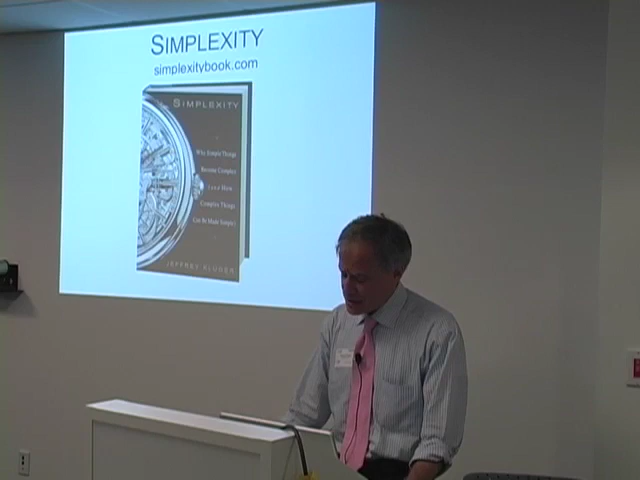 SIMPLEXITY
simplexitybook.com
SIMPLEXITY
Why Simple Things
Become Complex
(and How
Complex Things
Can Be Made Simple)
JEFFREY KLUGER